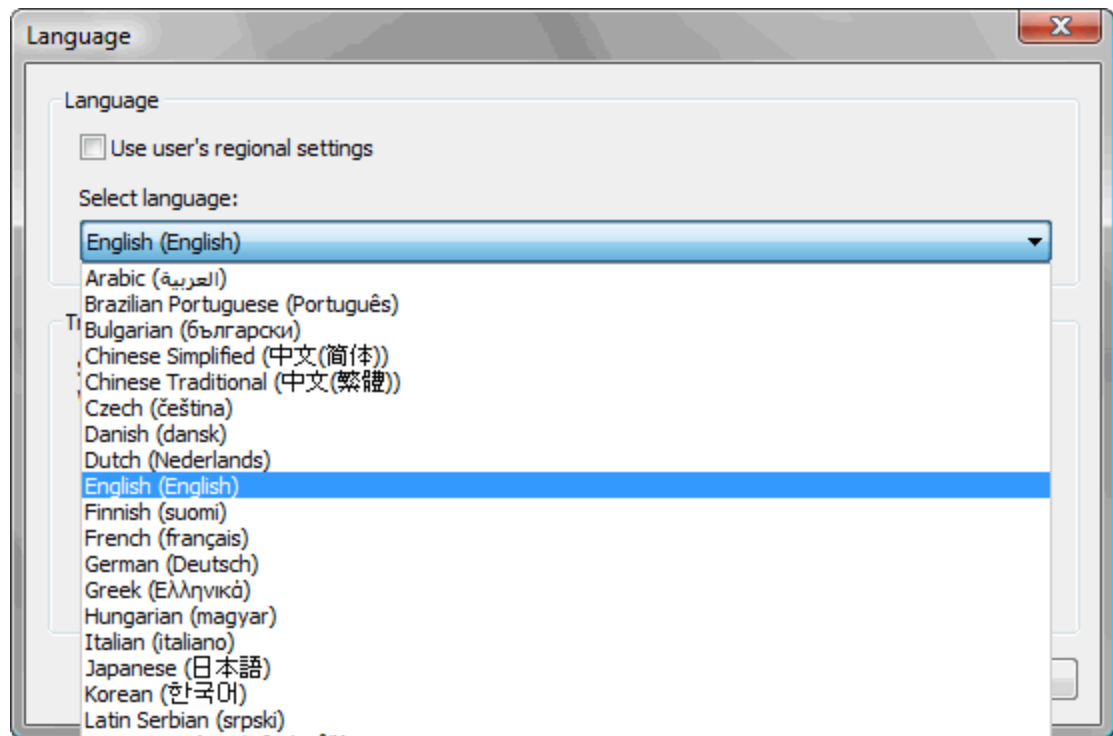 Language
Language
Use user's regional settings
Select language:
English (English)
Arabic (العربية)
Brazilian Portuguese (Português)
Bulgarian (български)
Chinese Simplified (中文(简体))
Chinese Traditional (中文(繁體))
Czech (čeština)
Danish (dansk)
Dutch (Nederlands)
English (English)
Finnish (suomi)
French (français)
German (Deutsch)
Greek (Ελληνικά)
Hungarian (magyar)
Italian (italiano)
Japanese (日本語)
Korean (한국어)
Latin Serbian (srpski)